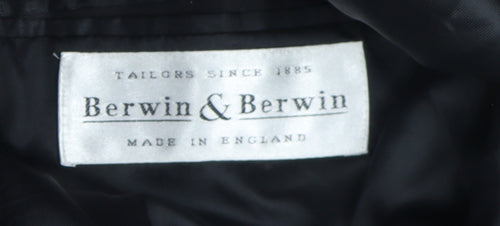 TAILORS SINCE 1885
Berwin & Berwin
MADE IN ENGLAND